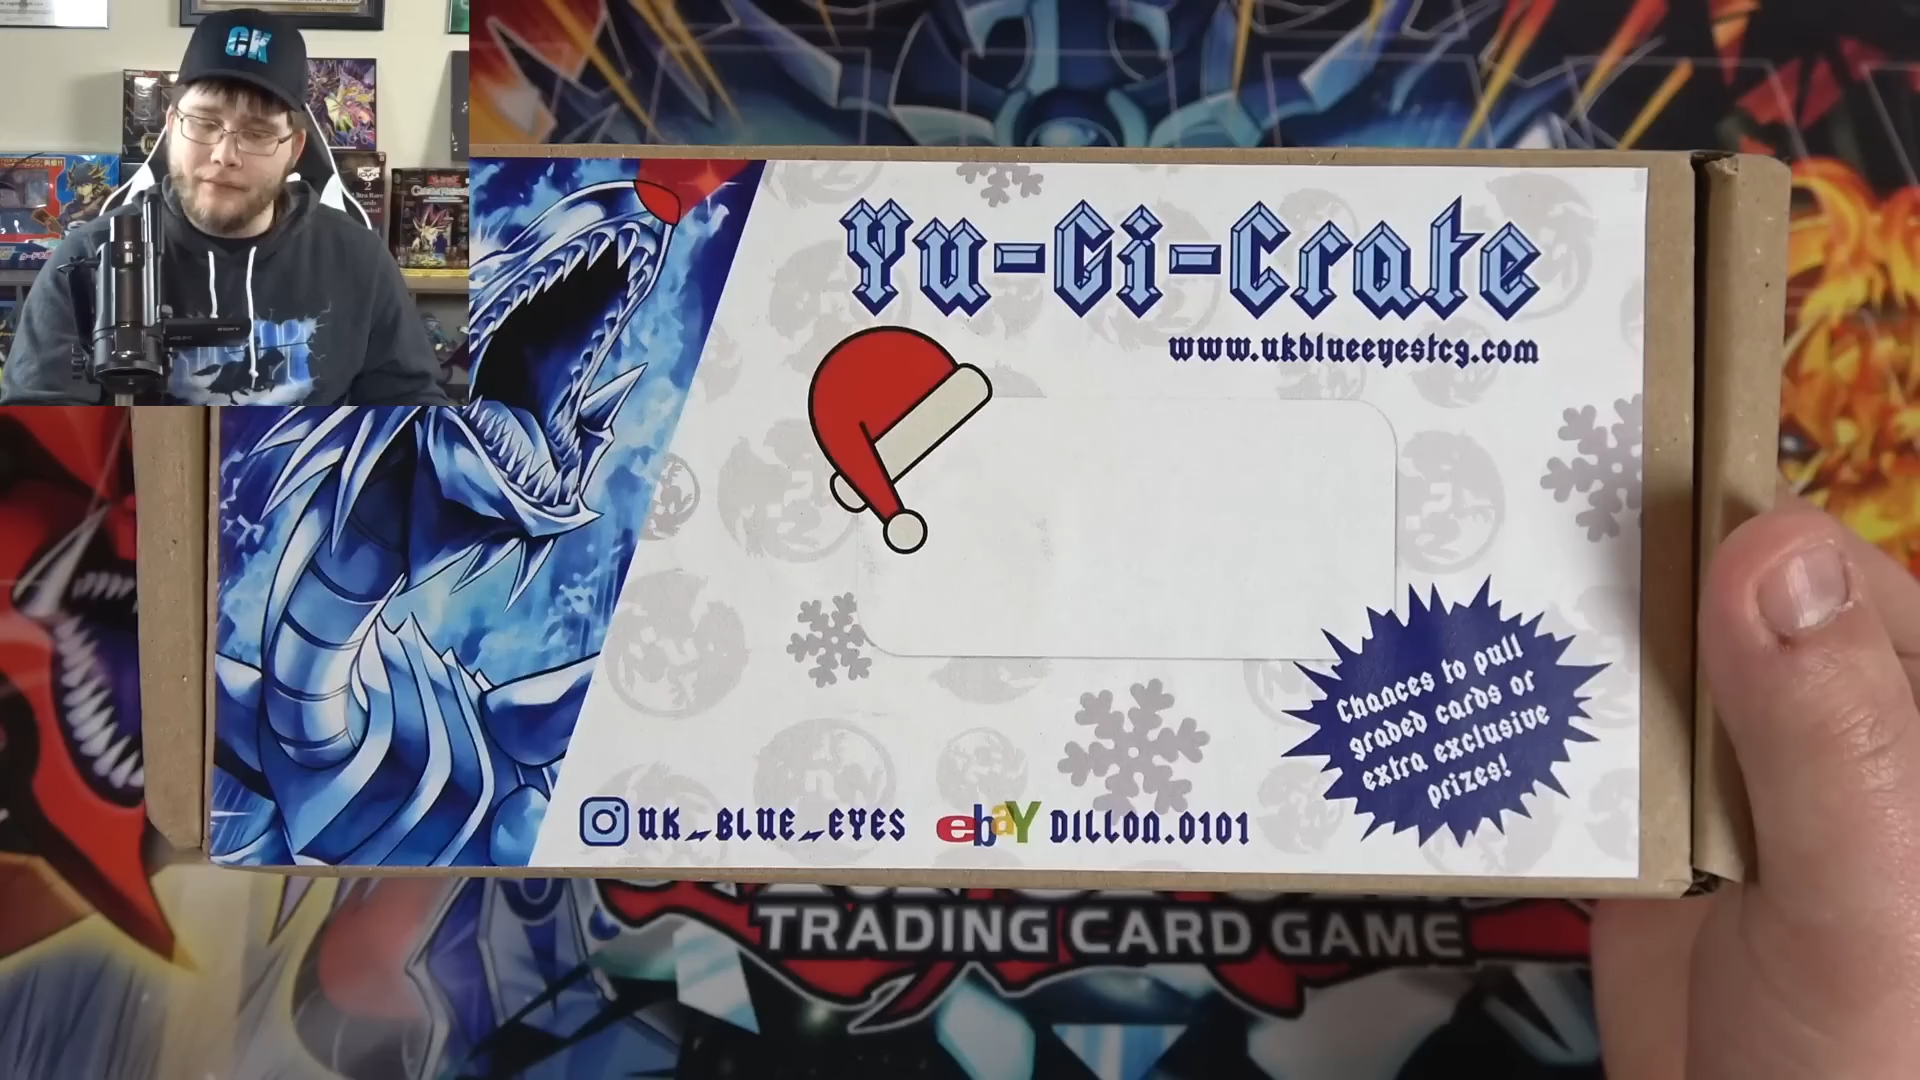 CK
Yu-Gi-Crate
www.ukblueeyestcg.com
Chances to pull
graded cards or
extra exclusive
prizes!
UK_BLUE_EYES
ebay DILLON.0101
TRADING CARD GAME
SONY